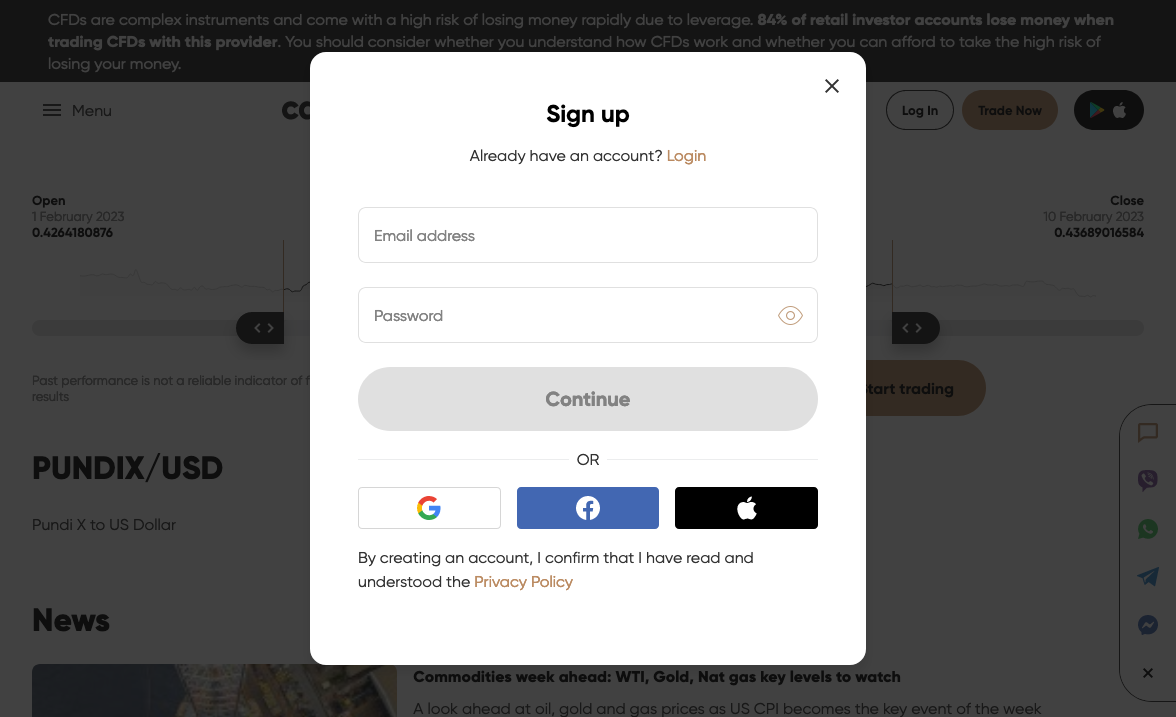 CFDs are complex instruments and come with a high risk of losing money rapidly due to leverage. 84% of retail investor accounts lose money when
trading CFDs with this provider. You should consider whether you understand how CFDs work and whether you can afford to take the high risk of
losing your money.
Menu
Log In
Trade Now
Sign up
Already have an account? Login
Open
1 February 2023
0.4264180876
Close
10 February 2023
0.43689016584
Email address
Password
Continue
OR
By creating an account, I confirm that I have read and
understood the Privacy Policy
Past performance is not a reliable indicator of
results
trading
PUNDIX/USD
Pundi X to US Dollar
News
Commodities week ahead: WTI, Gold, Nat gas key levels to watch
A look ahead at oil, gold and gas prices as US CPI becomes the key event of the week